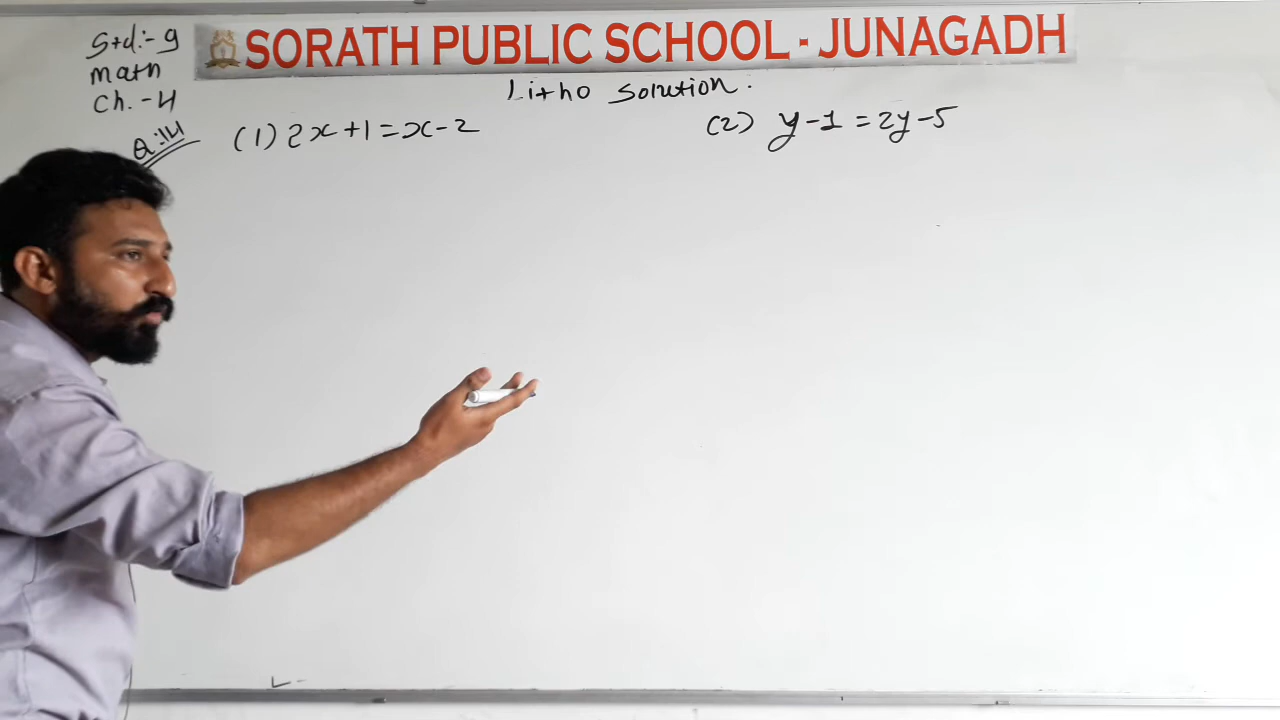 SORATH PUBLIC SCHOOL - JUNAGADH
Std:- 9
math
Ch. - 4
Litho Solution.
Q:14
(1) 2x+1=x-2
(2) y-1=2y-5